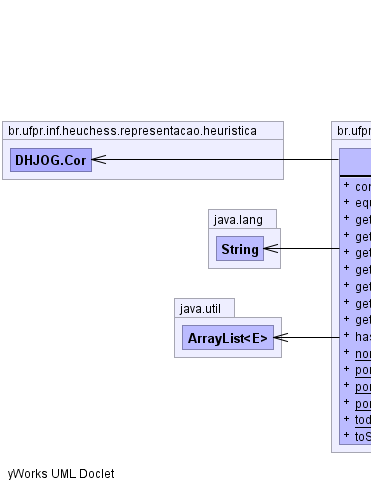 br.ufpr.inf.heuchess.representacao.heuristica
DHJOG.Cor
java.lang
String
java.util
ArrayList<E>
br.ufpr
+ cor
+ equ
+ get
+ get
+ get
+ get
+ get
+ get
+ get
+ has
+ nor
+ por
+ por
+ por
+ tod
+ toS
yWorks UML Doclet